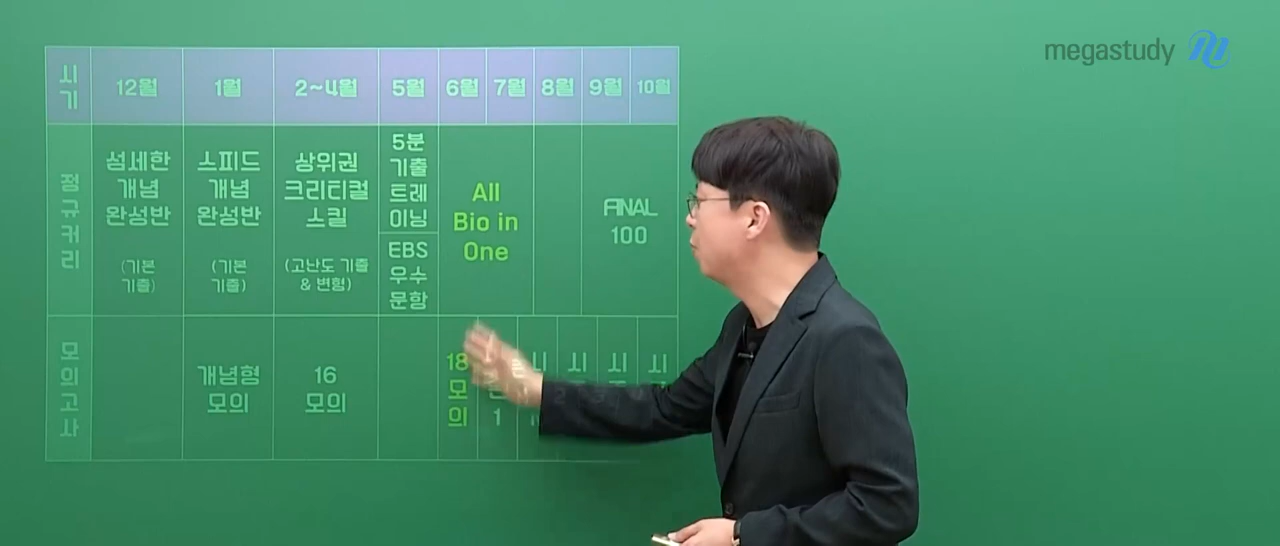 megastudy
시
기
12월
1월
2~4월
5월
6월
7월
8월
9월
10월
정
규
커
리
섬세한
개념
완성반
(기본
기출)
스피드
개념
완성반
(기본
기출)
상위권
크리티컬
스킬
(고난도 기출
& 변형)
5분
기출
트레
이닝
EBS
우수
문항
All
Bio in
One
FINAL
100
모
의
고
사
개념형
모의
16
모의
18
모
의
1
시
시
시
시